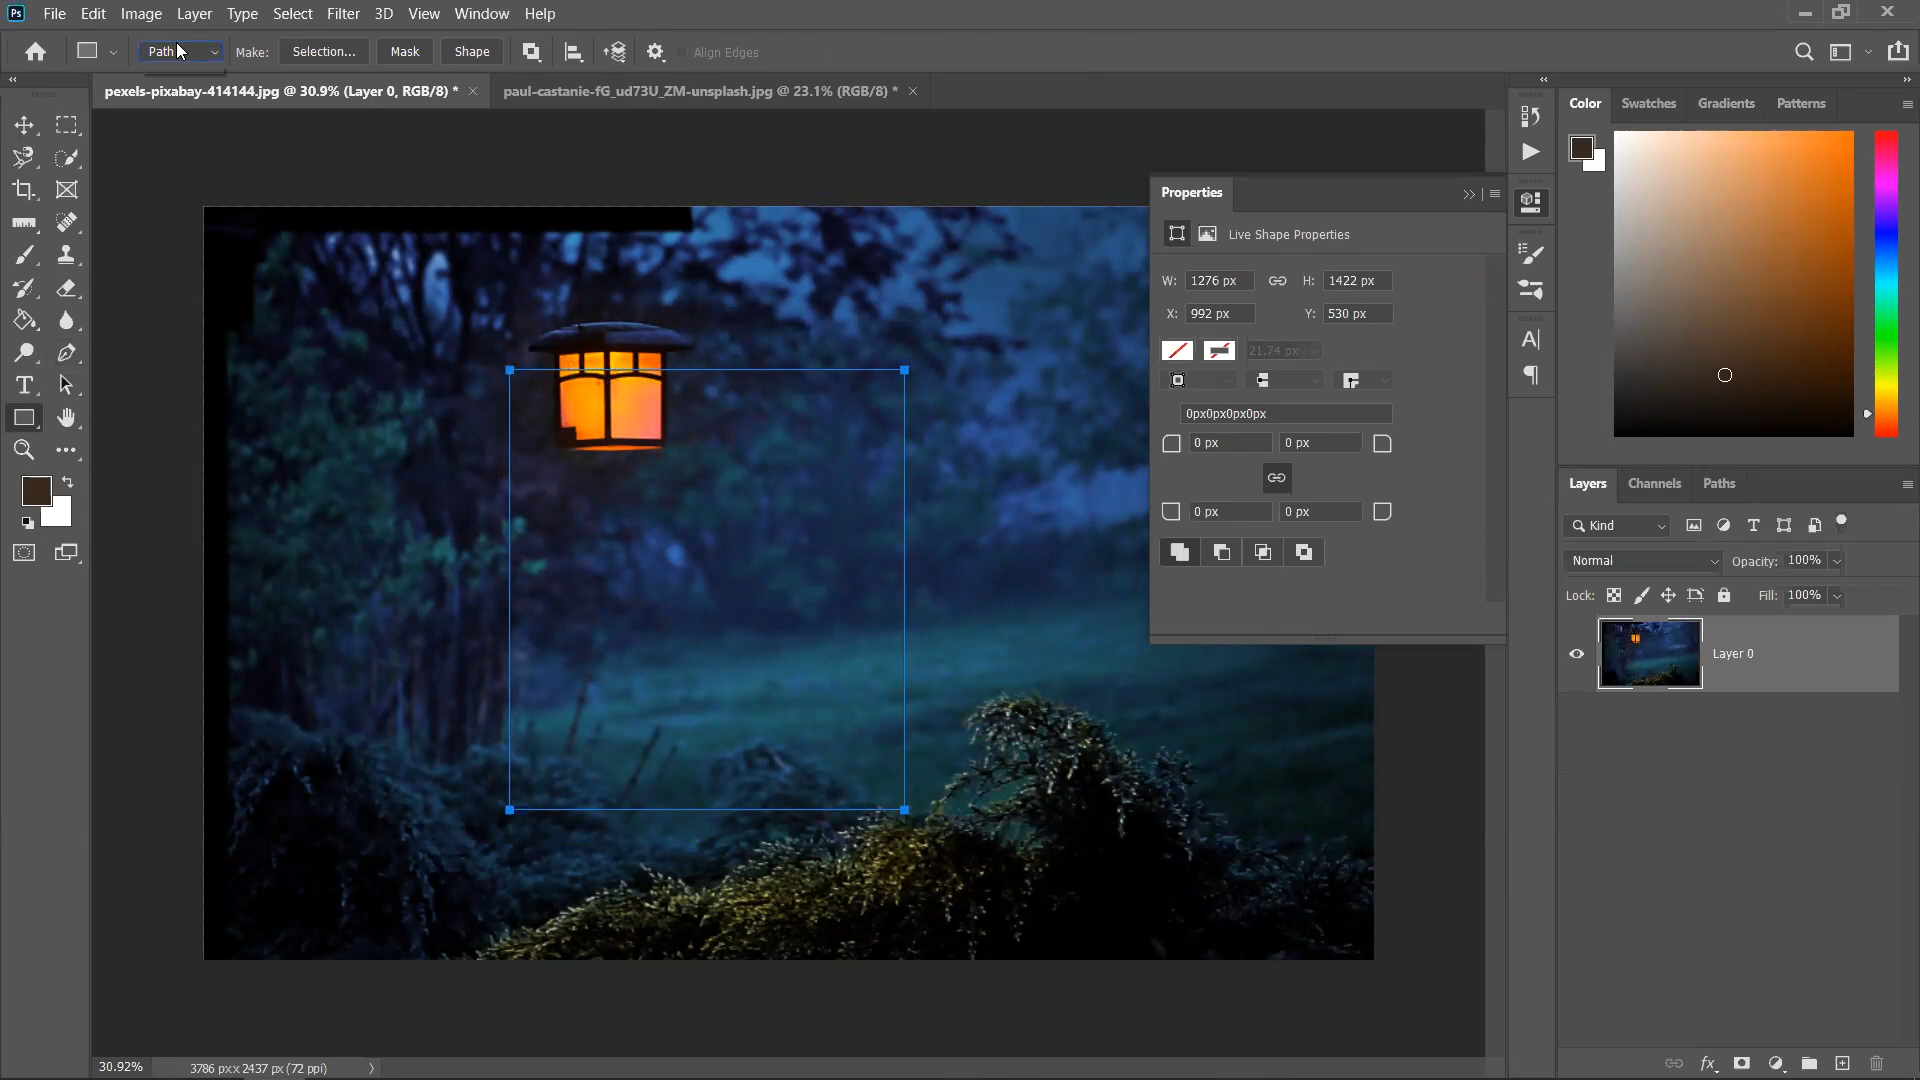 Ps File Edit Image Layer Type Select Filter 3D View Window Help
Path Make: Selection... Mask Shape Align Edges
pexels-pixabay-414144.jpg @ 30.9% (Layer 0, RGB/8) * paul-castanie-fG_ud73U_ZM-unsplash.jpg @ 23.1% (RGB/8) *
Color Swatches Gradients Patterns
Properties
Live Shape Properties
W: 1276 px H: 1422 px
X: 992 px Y: 530 px
21.74 px
0px0px0px0px
0 px 0 px
0 px 0 px
Layers Channels Paths
Kind
Normal Opacity: 100%
Lock: Fill: 100%
Layer 0
30.92% 3786 px x 2437 px (72 ppi)